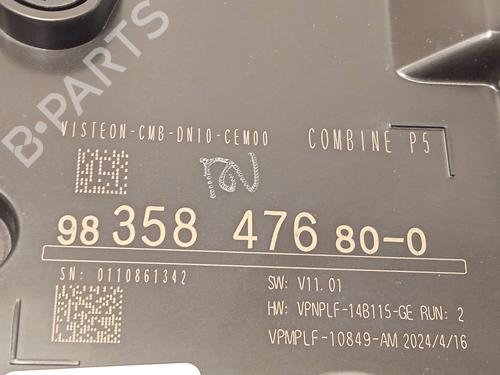 VISTEON-CMB-DN10-CEM00 COMBINE P5
98 358 476 80-0
SN: 0110861342
SW: V11.01
HW: VPNPLF-14B115-GE RUN: 2
VPMPLF-10849-AM 2024/4/16
B-PARTS